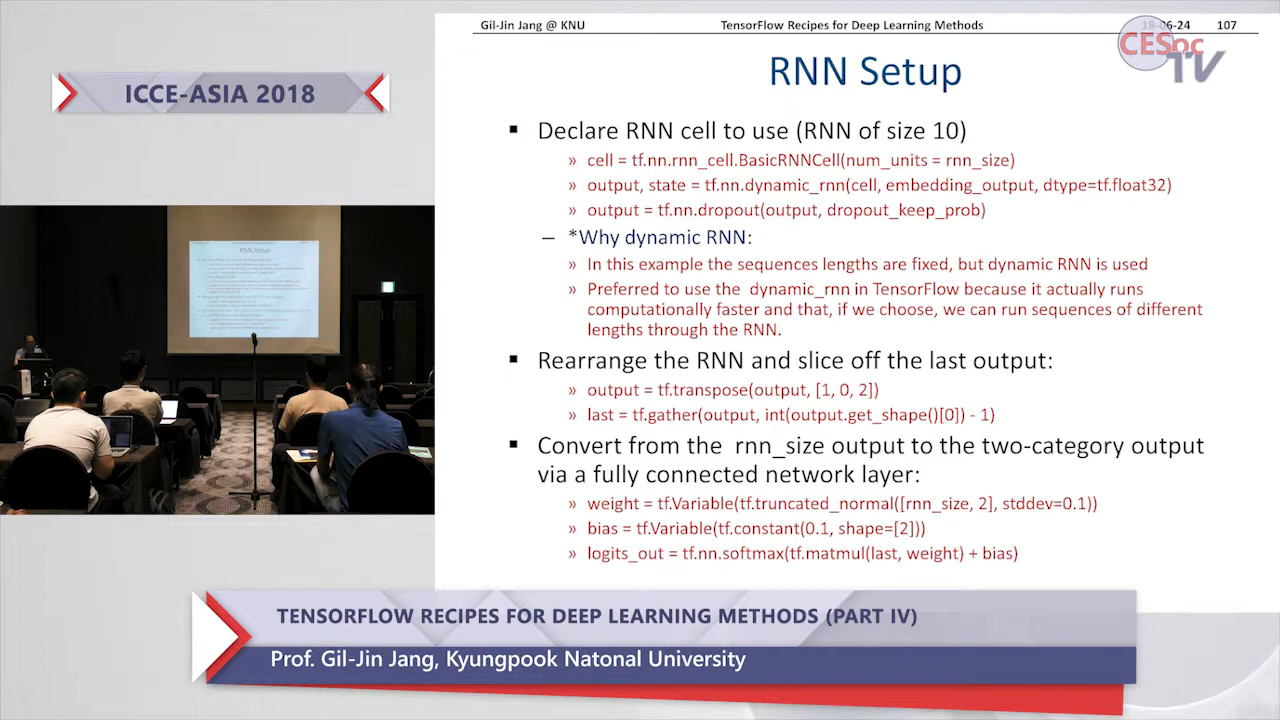 Gil-Jin Jang @ KNU
TensorFlow Recipes for Deep Learning Methods
18-06-24 107
CESoc
TV
ICCE-ASIA 2018
RNN Setup
▪ Declare RNN cell to use (RNN of size 10)
» cell = tf.nn.rnn_cell.BasicRNNCell(num_units = rnn_size)
» output, state = tf.nn.dynamic_rnn(cell, embedding_output, dtype=tf.float32)
» output = tf.nn.dropout(output, dropout_keep_prob)
– *Why dynamic RNN:
» In this example the sequences lengths are fixed, but dynamic RNN is used
» Preferred to use the dynamic_rnn in TensorFlow because it actually runs
computationally faster and that, if we choose, we can run sequences of different
lengths through the RNN.
▪ Rearrange the RNN and slice off the last output:
» output = tf.transpose(output, [1, 0, 2])
» last = tf.gather(output, int(output.get_shape()[0]) - 1)
▪ Convert from the rnn_size output to the two-category output
via a fully connected network layer:
» weight = tf.Variable(tf.truncated_normal([rnn_size, 2], stddev=0.1))
» bias = tf.Variable(tf.constant(0.1, shape=[2]))
» logits_out = tf.nn.softmax(tf.matmul(last, weight) + bias)
RNN Setup
TENSORFLOW RECIPES FOR DEEP LEARNING METHODS (PART IV)
Prof. Gil-Jin Jang, Kyungpook Natonal University